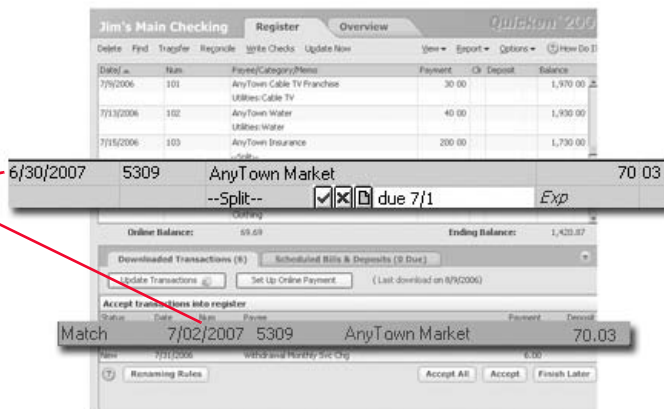 Jim's Main Checking Register Overview Quicken 200
Delete Find Transfer Reconcile Write Checks Update Now View Export Options How Do I
Date/ Num Payee/Category/Memo Payment Clr Deposit Balance
7/9/2006 101 AnyTown Cable TV Franchise 30 00 1,970 00
Utilities:Cable TV
7/13/2006 102 AnyTown Water 40 00 1,930 00
Utilities:Water
7/15/2006 103 AnyTown Insurance 200 00 1,730 00
--Split--
6/30/2007 5309 AnyTown Market 70 03
--Split-- due 7/1 Exp
Clothing
Online Balance: 69.69 Ending Balance: 1,420.87
Downloaded Transactions (6) Scheduled Bills & Deposits (0 Due)
Update Transactions Set Up Online Payment (Last download on 8/9/2006)
Accept transactions into register
Status Date Num Payee Payment Deposit
Match 7/02/2007 5309 AnyTown Market 70.03
New 7/31/2006 Withdrawal Monthly Svc Chg 6.00
? Renaming Rules Accept All Accept Finish Later